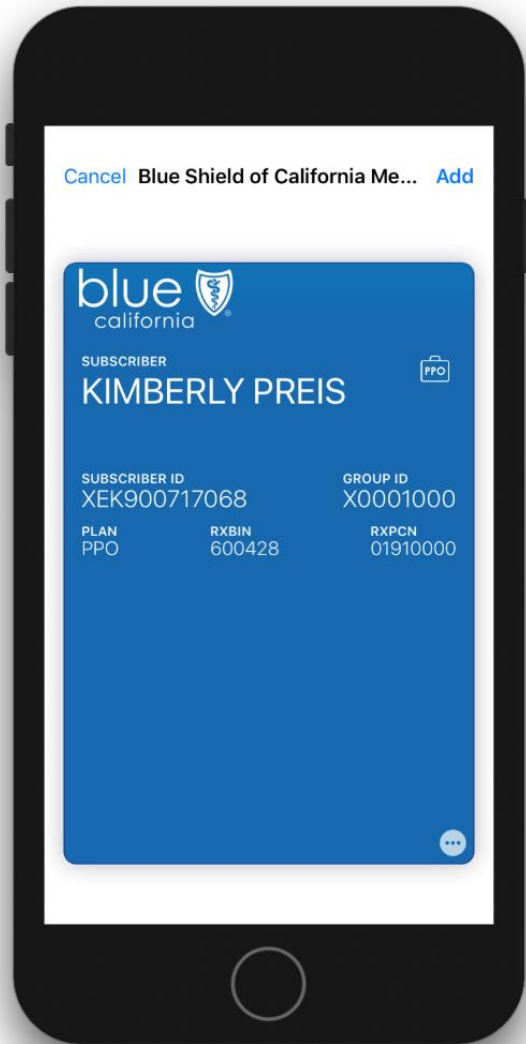 Cancel Blue Shield of California Me... Add
blue
california
SUBSCRIBER
KIMBERLY PREIS
PPO
SUBSCRIBER ID GROUP ID
XEK900717068 X0001000
PLAN RXBIN RXPCN
PPO 600428 01910000